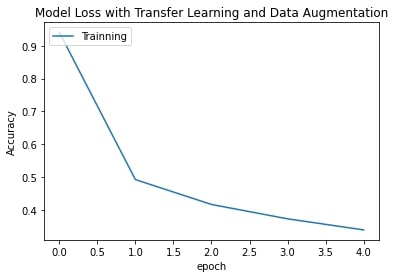 Model Loss with Transfer Learning and Data Augmentation
Trainning
0.9
0.8
0.7
0.6
0.5
0.4
Accuracy
0.0 0.5 1.0 1.5 2.0 2.5 3.0 3.5 4.0
epoch